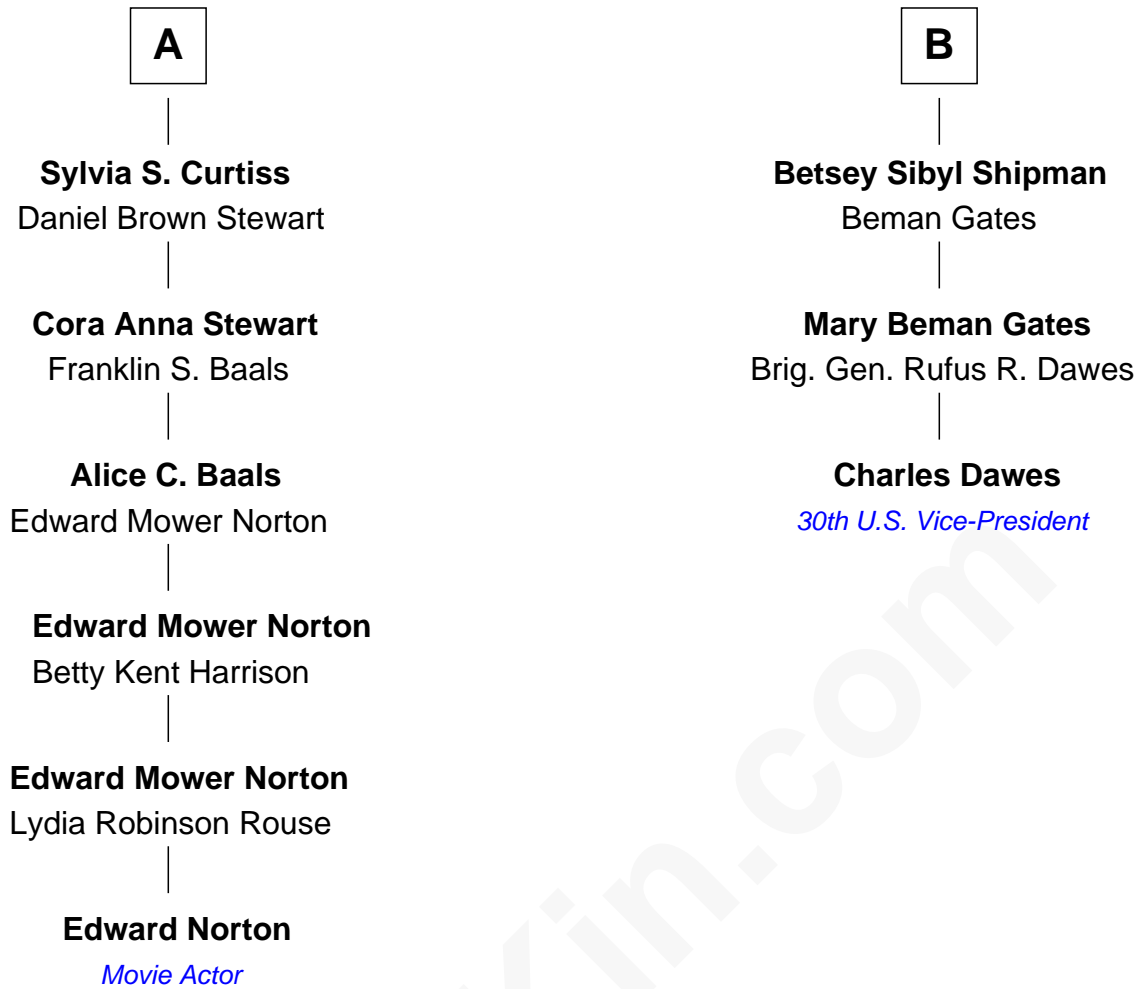 A
Sylvia S. Curtiss
Daniel Brown Stewart
Cora Anna Stewart
Franklin S. Baals
Alice C. Baals
Edward Mower Norton
Edward Mower Norton
Betty Kent Harrison
Edward Mower Norton
Lydia Robinson Rouse
Edward Norton
Movie Actor
B
Betsey Sibyl Shipman
Beman Gates
Mary Beman Gates
Brig. Gen. Rufus R. Dawes
Charles Dawes
30th U.S. Vice-President
Kin.com